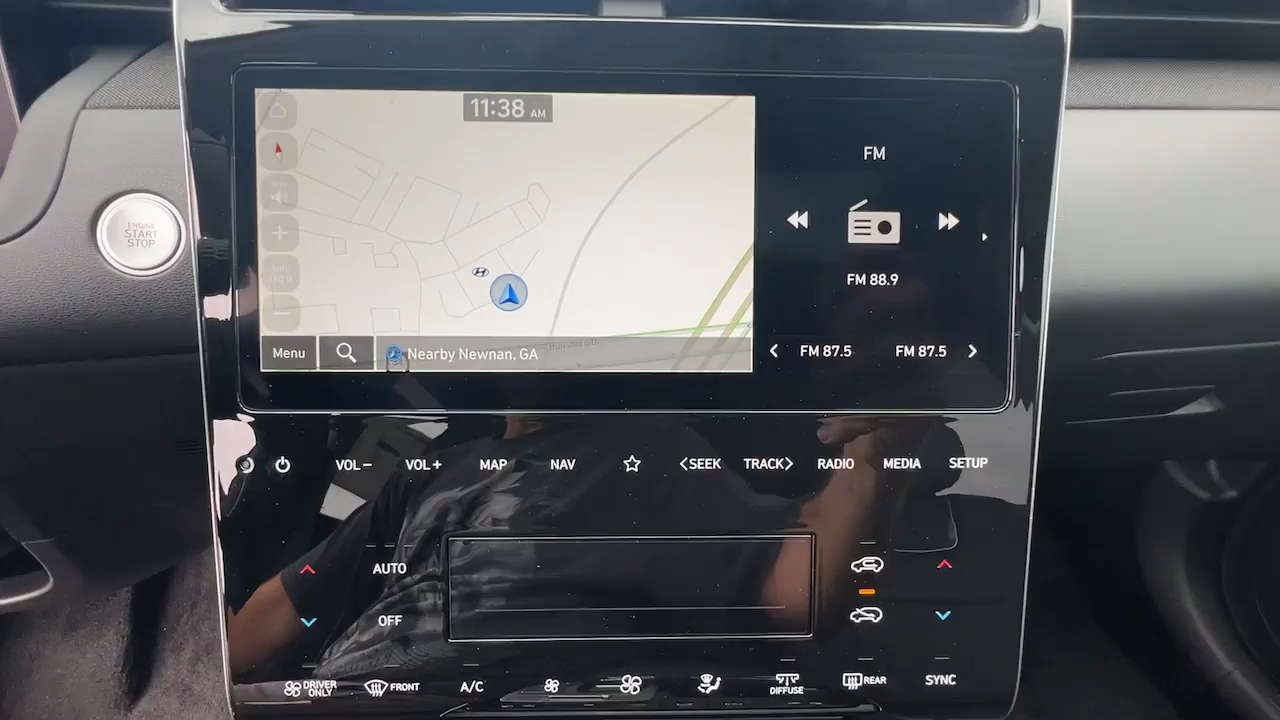 11:38 AM
FM
ENGINE
START
STOP
FM 88.9
Menu
Nearby Newnan, GA
FM 87.5
FM 87.5
VOL−
VOL+
MAP
NAV
<SEEK
TRACK>
RADIO
MEDIA
SETUP
AUTO
OFF
DRIVER
ONLY
FRONT
A/C
DIFFUSE
REAR
SYNC